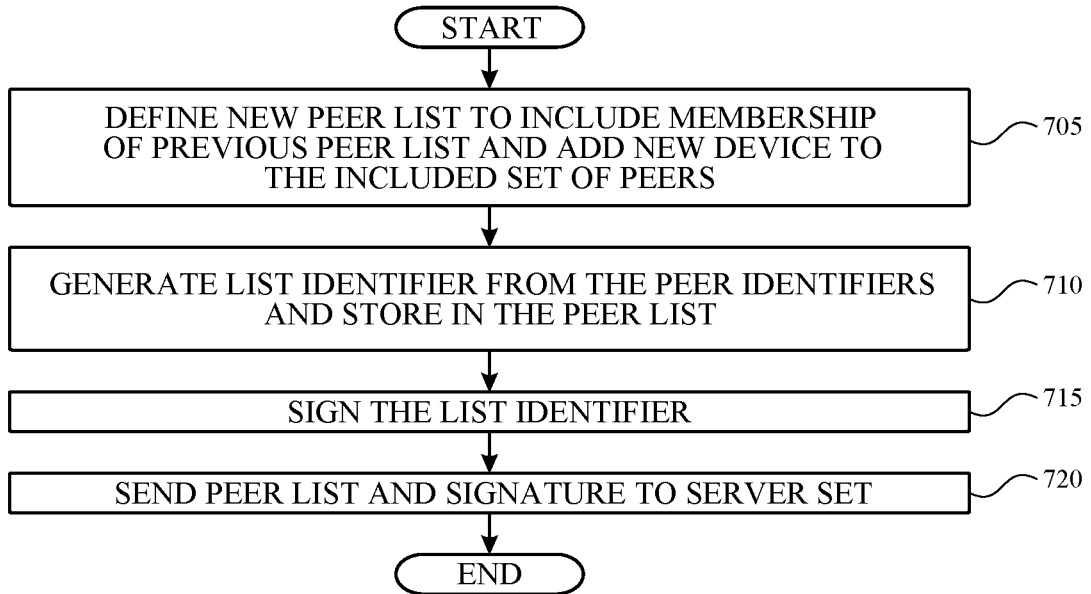 START
DEFINE NEW PEER LIST TO INCLUDE MEMBERSHIP
OF PREVIOUS PEER LIST AND ADD NEW DEVICE TO
THE INCLUDED SET OF PEERS
705
GENERATE LIST IDENTIFIER FROM THE PEER IDENTIFIERS
AND STORE IN THE PEER LIST
710
SIGN THE LIST IDENTIFIER
715
SEND PEER LIST AND SIGNATURE TO SERVER SET
720
END